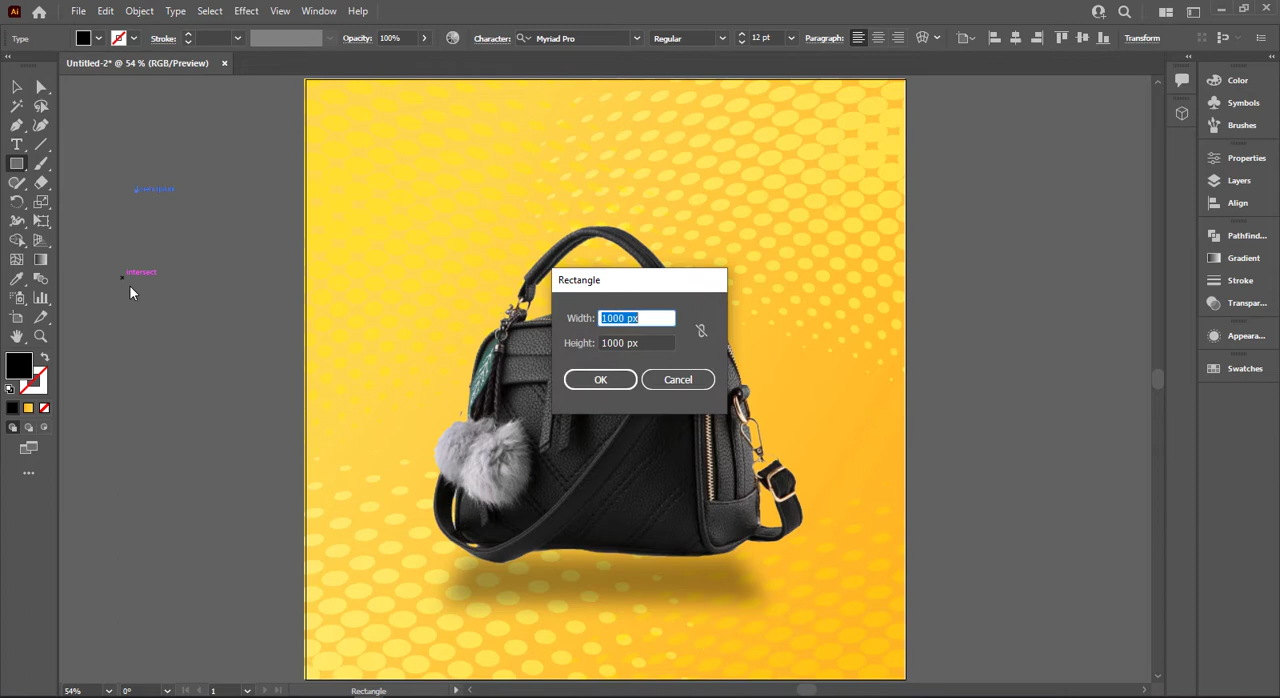 Ai
File Edit Object Type Select Effect View Window Help
Type Stroke: Opacity: 100% Character: Myriad Pro Regular 12 pt Paragraph: Transform
Untitled-2* @ 54 % (RGB/Preview) ×
Color
Symbols
Brushes
Properties
Layers
Align
Pathfind...
Gradient
Stroke
Transpar...
Appeara...
Swatches
intersect
Rectangle
Width: 1000 px
Height: 1000 px
OK Cancel
54% 0° 1 Rectangle